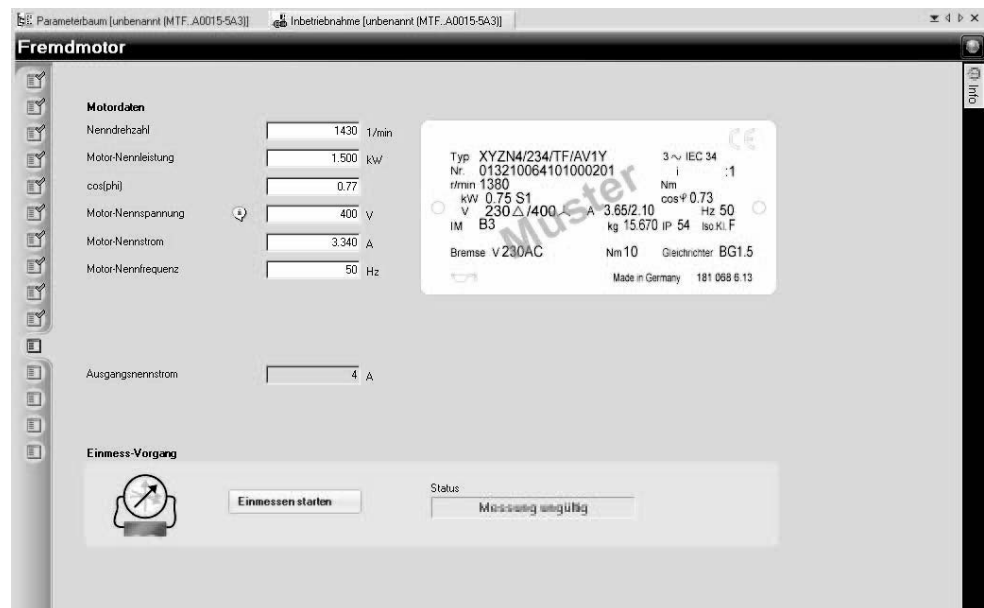 Parameterbaum [unbenannt (MTF..A0015-5A3)] Inbetriebnahme [unbenannt (MTF..A0015-5A3)]
Fremdmotor
Info
Motordaten
Nenndrehzahl 1430 1/min
Motor-Nennleistung 1.500 kW
cos(phi) 0.77
Motor-Nennspannung 400 V
Motor-Nennstrom 3.340 A
Motor-Nennfrequenz 50 Hz
CE
Typ XYZN4/234/TF/AV1Y 3 ~ IEC 34
Nr. 013210064101000201 i :1
r/min 1380 Nm
kW 0.75 S1 cos φ 0.73
V 230 △ /400 A 3.65/2.10 Hz 50
IM B3 kg 15.670 IP 54 Iso.Kl. F
Bremse V 230AC Nm 10 Gleichrichter BG1.5
Made in Germany 181 068 6.13
Muster
Ausgangsnennstrom 4 A
Einmess-Vorgang
Einmessen starten
Status
Messung ungültig